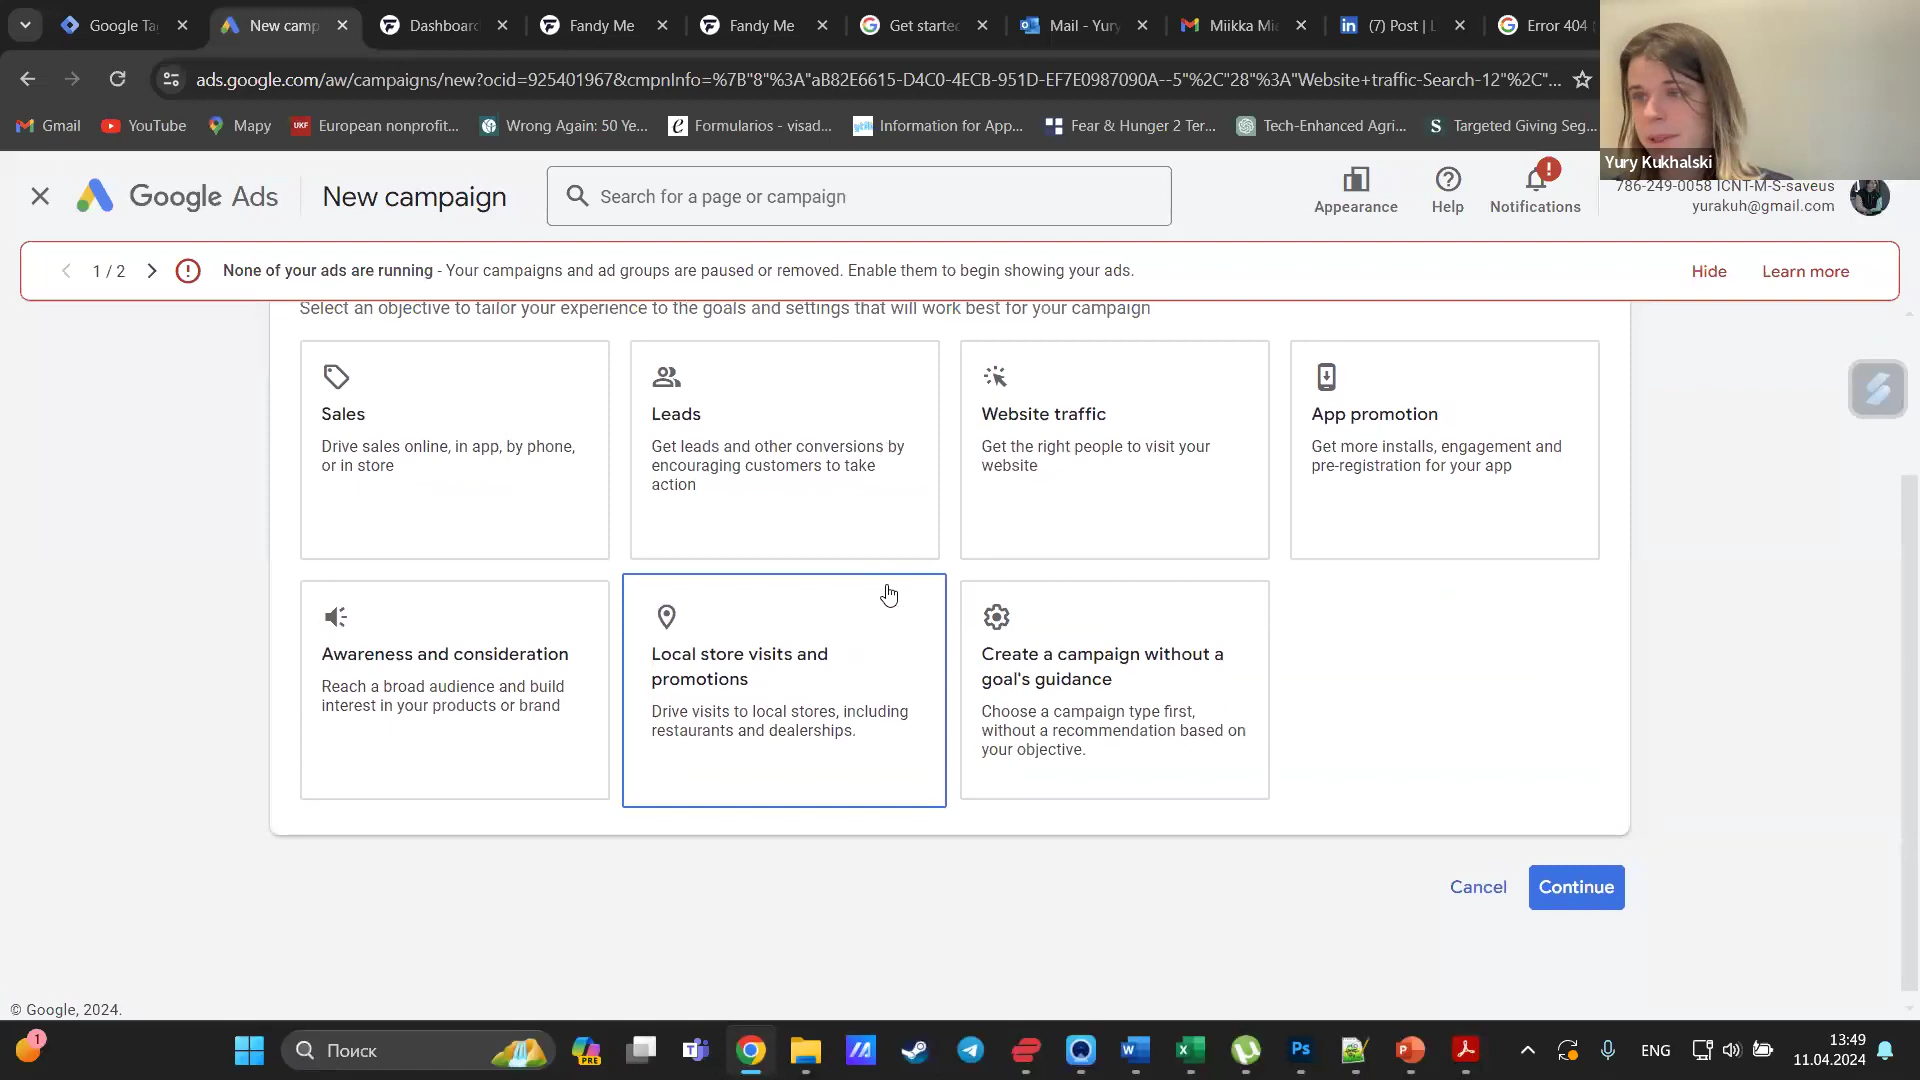 Google Ta
New camp
Dashboar
Fandy Me
Fandy Me
Get starte
Mail - Yury
Miikka Mi
(7) Post | L
Error 404
ads.google.com/aw/campaigns/new?ocid=925401967&cmpnInfo=%7B"8"%3A"aB82E6615-D4C0-4ECB-951D-EF7E0987090A--5"%2C"28"%3A"Website+traffic-Search-12"%2C"...
Gmail
YouTube
Mapy
UKF
European nonprofit...
Wrong Again: 50 Ye...
Formularios - visad...
Information for App...
Fear & Hunger 2 Ter...
Tech-Enhanced Agri...
Targeted Giving Seg...
Yury Kukhalski
Google Ads
New campaign
Search for a page or campaign
Appearance
Help
Notifications
786-249-0058 ICNT-M-S-saveus
yurakuh@gmail.com
1 / 2
None of your ads are running - Your campaigns and ad groups are paused or removed. Enable them to begin showing your ads.
Hide
Learn more
Select an objective to tailor your experience to the goals and settings that will work best for your campaign
Sales
Drive sales online, in app, by phone,
or in store
Leads
Get leads and other conversions by
encouraging customers to take
action
Website traffic
Get the right people to visit your
website
App promotion
Get more installs, engagement and
pre-registration for your app
Awareness and consideration
Reach a broad audience and build
interest in your products or brand
Local store visits and
promotions
Drive visits to local stores, including
restaurants and dealerships.
Create a campaign without a
goal's guidance
Choose a campaign type first,
without a recommendation based on
your objective.
Cancel
Continue
© Google, 2024.
1
Поиск
PRE
ENG
13:49
11.04.2024